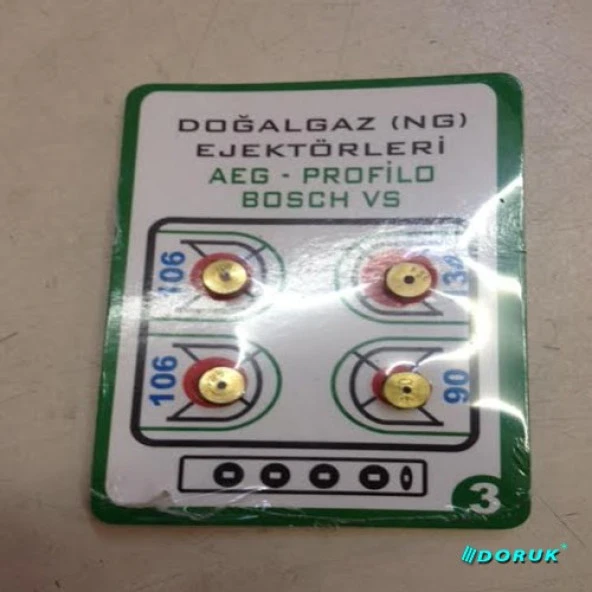 DOĞALGAZ (NG)
EJEKTÖRLERİ
AEG - PROFİLO
BOSCH VS
106
106
90
3
DORUK